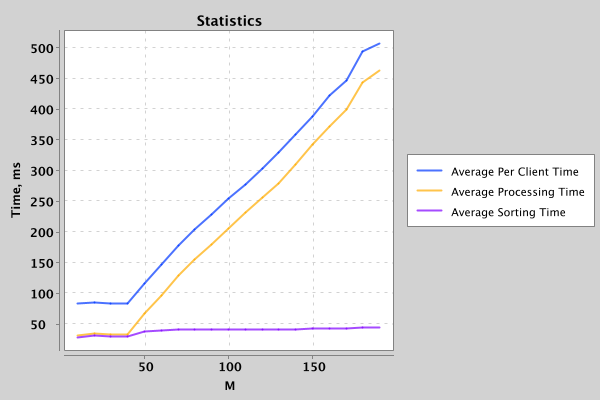 Statistics
500
450
400
350
300
250
200
150
100
50
Time, ms
50 100 150
M
Average Per Client Time
Average Processing Time
Average Sorting Time